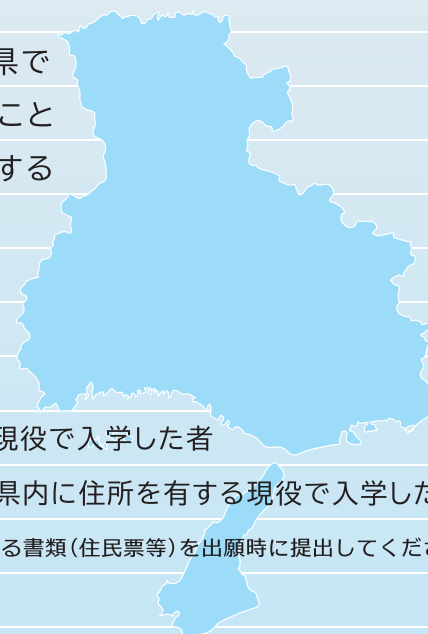 県で
こと
する
現役で入学した者
県内に住所を有する現役で入学した
る書類（住民票等）を出願時に提出してくだ